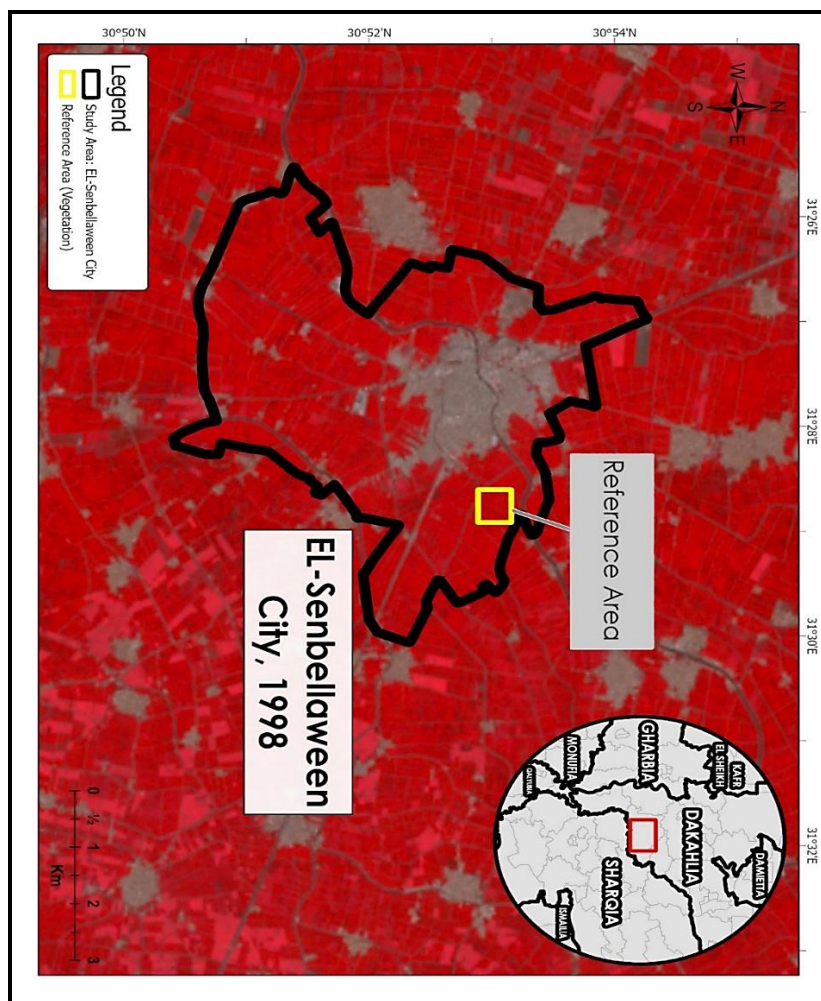 EL-Senbellaween
City, 1998
Reference Area
Legend
Study Area: EL-Senbellaween City
Reference Area (Vegetation)
N
W
E
S
30°50'N
30°52'N
30°54'N
31°26'E
31°28'E
31°30'E
31°32'E
0
½
1
2
3
Km
KAFR
EL SHEIKH
DAMIETTA
GHARBIA
DAKAHLIA
MONUFIA
QALYUBIA
SHARQIA
ISMAILIA